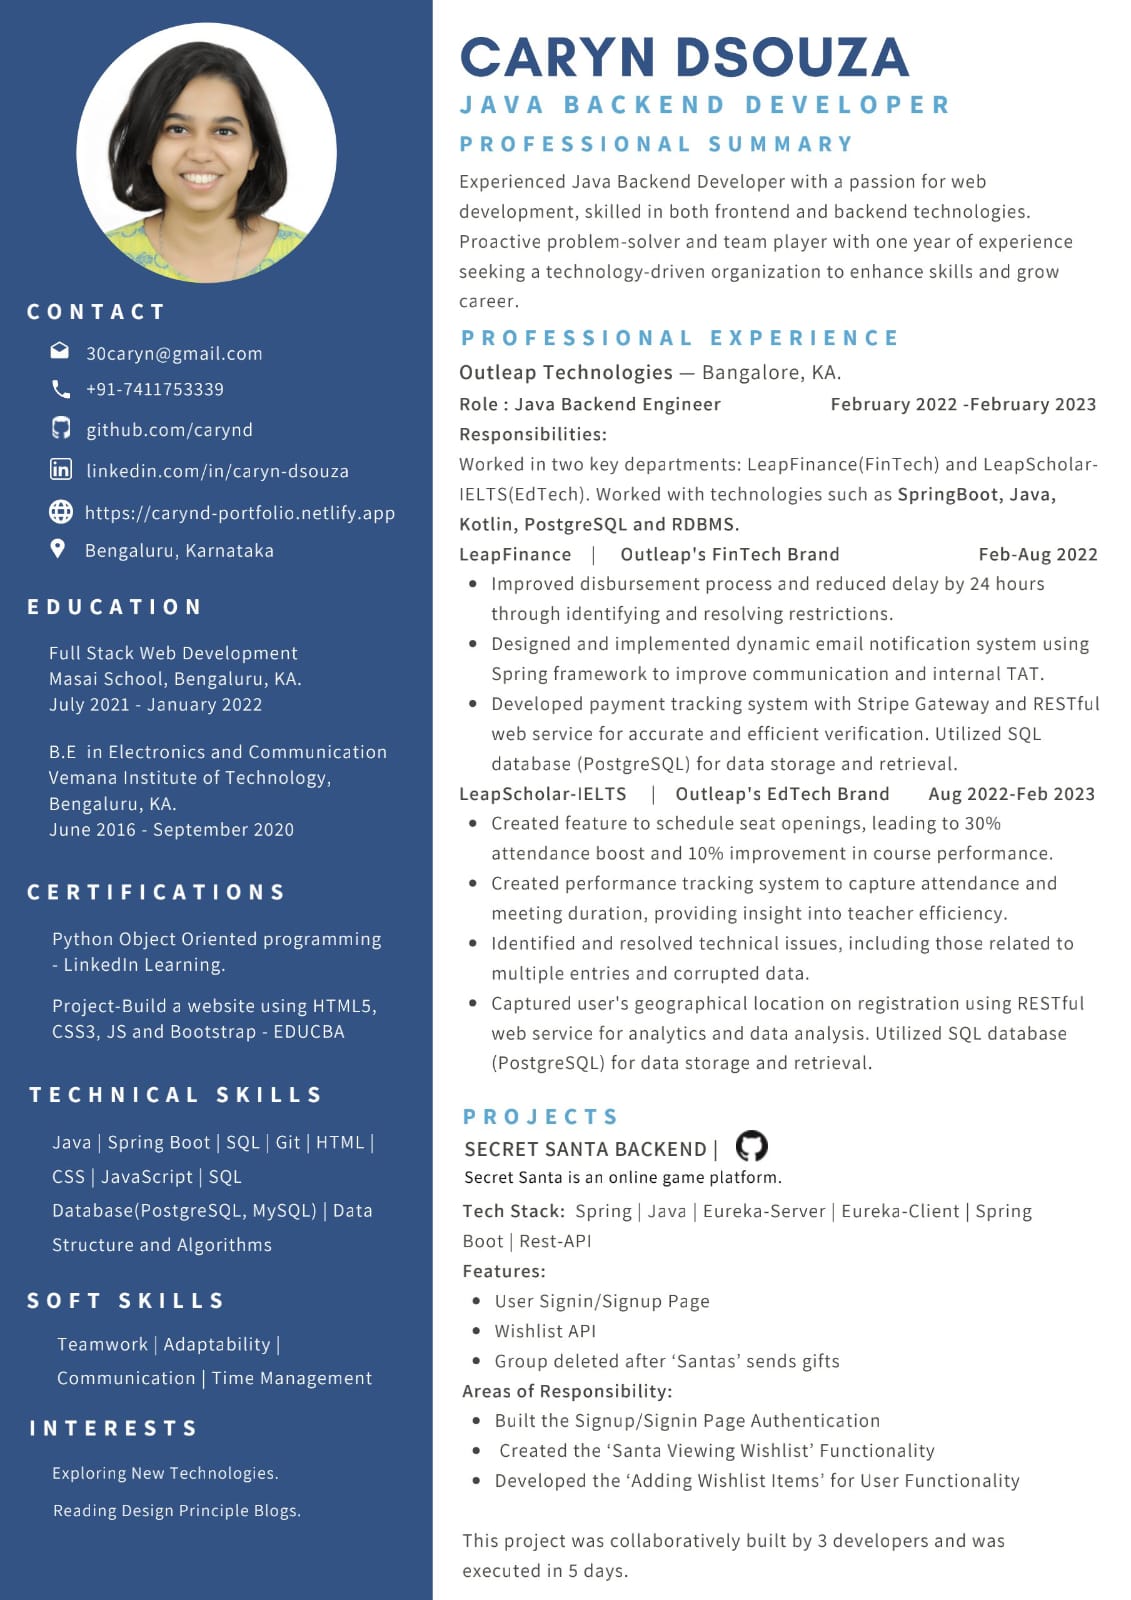 CONTACT
30caryn@gmail.com
+91-7411753339
github.com/carynd
linkedin.com/in/caryn-dsouza
https://carynd-portfolio.netlify.app
Bengaluru, Karnataka
EDUCATION
Full Stack Web Development
Masai School, Bengaluru, KA.
July 2021 - January 2022
B.E  in Electronics and Communication
Vemana Institute of Technology,
Bengaluru, KA.
June 2016 - September 2020
CERTIFICATIONS
Python Object Oriented programming
- LinkedIn Learning.
Project-Build a website using HTML5,
CSS3, JS and Bootstrap - EDUCBA
TECHNICAL SKILLS
Java | Spring Boot | SQL | Git | HTML |
CSS | JavaScript | SQL
Database(PostgreSQL, MySQL) | Data
Structure and Algorithms
SOFT SKILLS
Teamwork | Adaptability |
Communication | Time Management
INTERESTS
Exploring New Technologies.
Reading Design Principle Blogs.
CARYN DSOUZA
JAVA BACKEND DEVELOPER
PROFESSIONAL SUMMARY
Experienced Java Backend Developer with a passion for web
development, skilled in both frontend and backend technologies.
Proactive problem-solver and team player with one year of experience
seeking a technology-driven organization to enhance skills and grow
career.
PROFESSIONAL EXPERIENCE
Outleap Technologies — Bangalore, KA.
Role : Java Backend Engineer February 2022 -February 2023
Responsibilities:
Worked in two key departments: LeapFinance(FinTech) and LeapScholar-
IELTS(EdTech). Worked with technologies such as SpringBoot, Java,
Kotlin, PostgreSQL and RDBMS.
LeapFinance | Outleap's FinTech Brand Feb-Aug 2022
• Improved disbursement process and reduced delay by 24 hours
through identifying and resolving restrictions.
• Designed and implemented dynamic email notification system using
Spring framework to improve communication and internal TAT.
• Developed payment tracking system with Stripe Gateway and RESTful
web service for accurate and efficient verification. Utilized SQL
database (PostgreSQL) for data storage and retrieval.
LeapScholar-IELTS | Outleap's EdTech Brand Aug 2022-Feb 2023
• Created feature to schedule seat openings, leading to 30%
attendance boost and 10% improvement in course performance.
• Created performance tracking system to capture attendance and
meeting duration, providing insight into teacher efficiency.
• Identified and resolved technical issues, including those related to
multiple entries and corrupted data.
• Captured user's geographical location on registration using RESTful
web service for analytics and data analysis. Utilized SQL database
(PostgreSQL) for data storage and retrieval.
PROJECTS
SECRET SANTA BACKEND |
Secret Santa is an online game platform.
Tech Stack:  Spring | Java | Eureka-Server | Eureka-Client | Spring
Boot | Rest-API
Features:
• User Signin/Signup Page
• Wishlist API
• Group deleted after ‘Santas’ sends gifts
Areas of Responsibility:
• Built the Signup/Signin Page Authentication
• Created the ‘Santa Viewing Wishlist’ Functionality
• Developed the ‘Adding Wishlist Items’ for User Functionality
This project was collaboratively built by 3 developers and was
executed in 5 days.